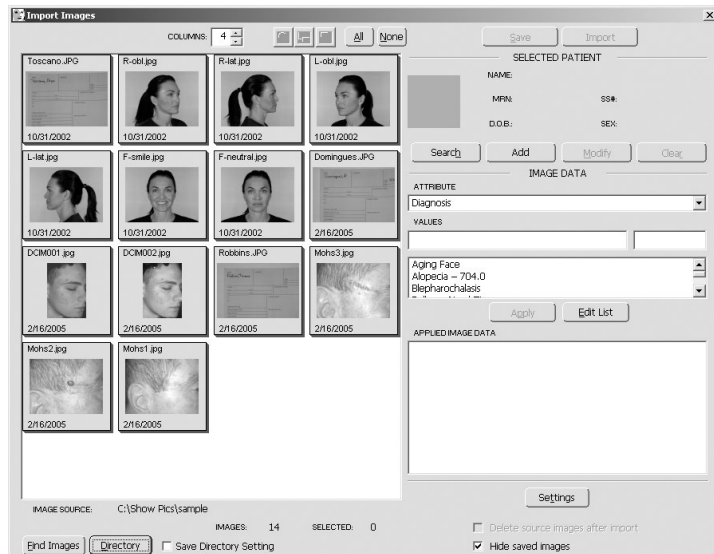 Import Images
COLUMNS: 4 All None Save Import
Toscano.JPG R-obl.jpg R-lat.jpg L-obl.jpg
10/31/2002 10/31/2002 10/31/2002 10/31/2002
L-lat.jpg F-smile.jpg F-neutral.jpg Domingues.JPG
10/31/2002 10/31/2002 10/31/2002 2/16/2005
DCIM001.jpg DCIM002.jpg Robbins.JPG Mohs3.jpg
2/16/2005 2/16/2005 2/16/2005 2/16/2005
Mohs2.jpg Mohs1.jpg
2/16/2005 2/16/2005
IMAGE SOURCE: C:\Show Pics\sample
IMAGES: 14 SELECTED: 0
Find Images Directory Save Directory Setting
SELECTED PATIENT
NAME:
MRN: SS#:
D.O.B.: SEX:
Search Add Modify Clear
IMAGE DATA
ATTRIBUTE
Diagnosis
VALUES
Aging Face
Alopecia – 704.0
Blepharochalasis
Apply Edit List
APPLIED IMAGE DATA
Settings
Delete source images after import
Hide saved images